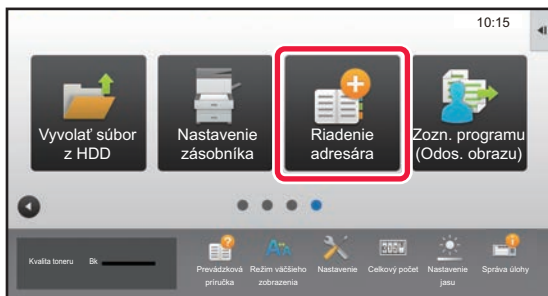 10:15
Vyvolať súbor
z HDD
Nastavenie
zásobníka
Riadenie
adresára
Zozn. programu
(Odos. obrazu)
Kvalita toneru Bk
Prevádzková
príručka
Režim väčšieho
zobrazenia
Nastavenie
Celkový počet
Nastavenie
jasu
Správa úlohy